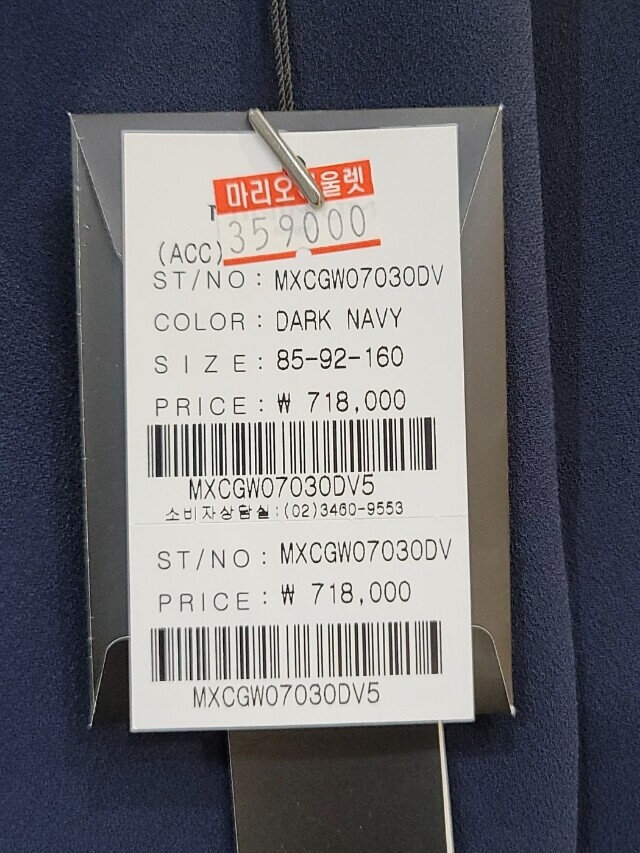 마리오아울렛
359000
(ACC)
ST/NO : MXCGW07030DV
COLOR : DARK NAVY
SIZE : 85-92-160
PRICE : ₩ 718,000
MXCGW07030DV5
소비자상담실:(02)3460-9553
ST/NO : MXCGW07030DV
PRICE : ₩ 718,000
MXCGW07030DV5